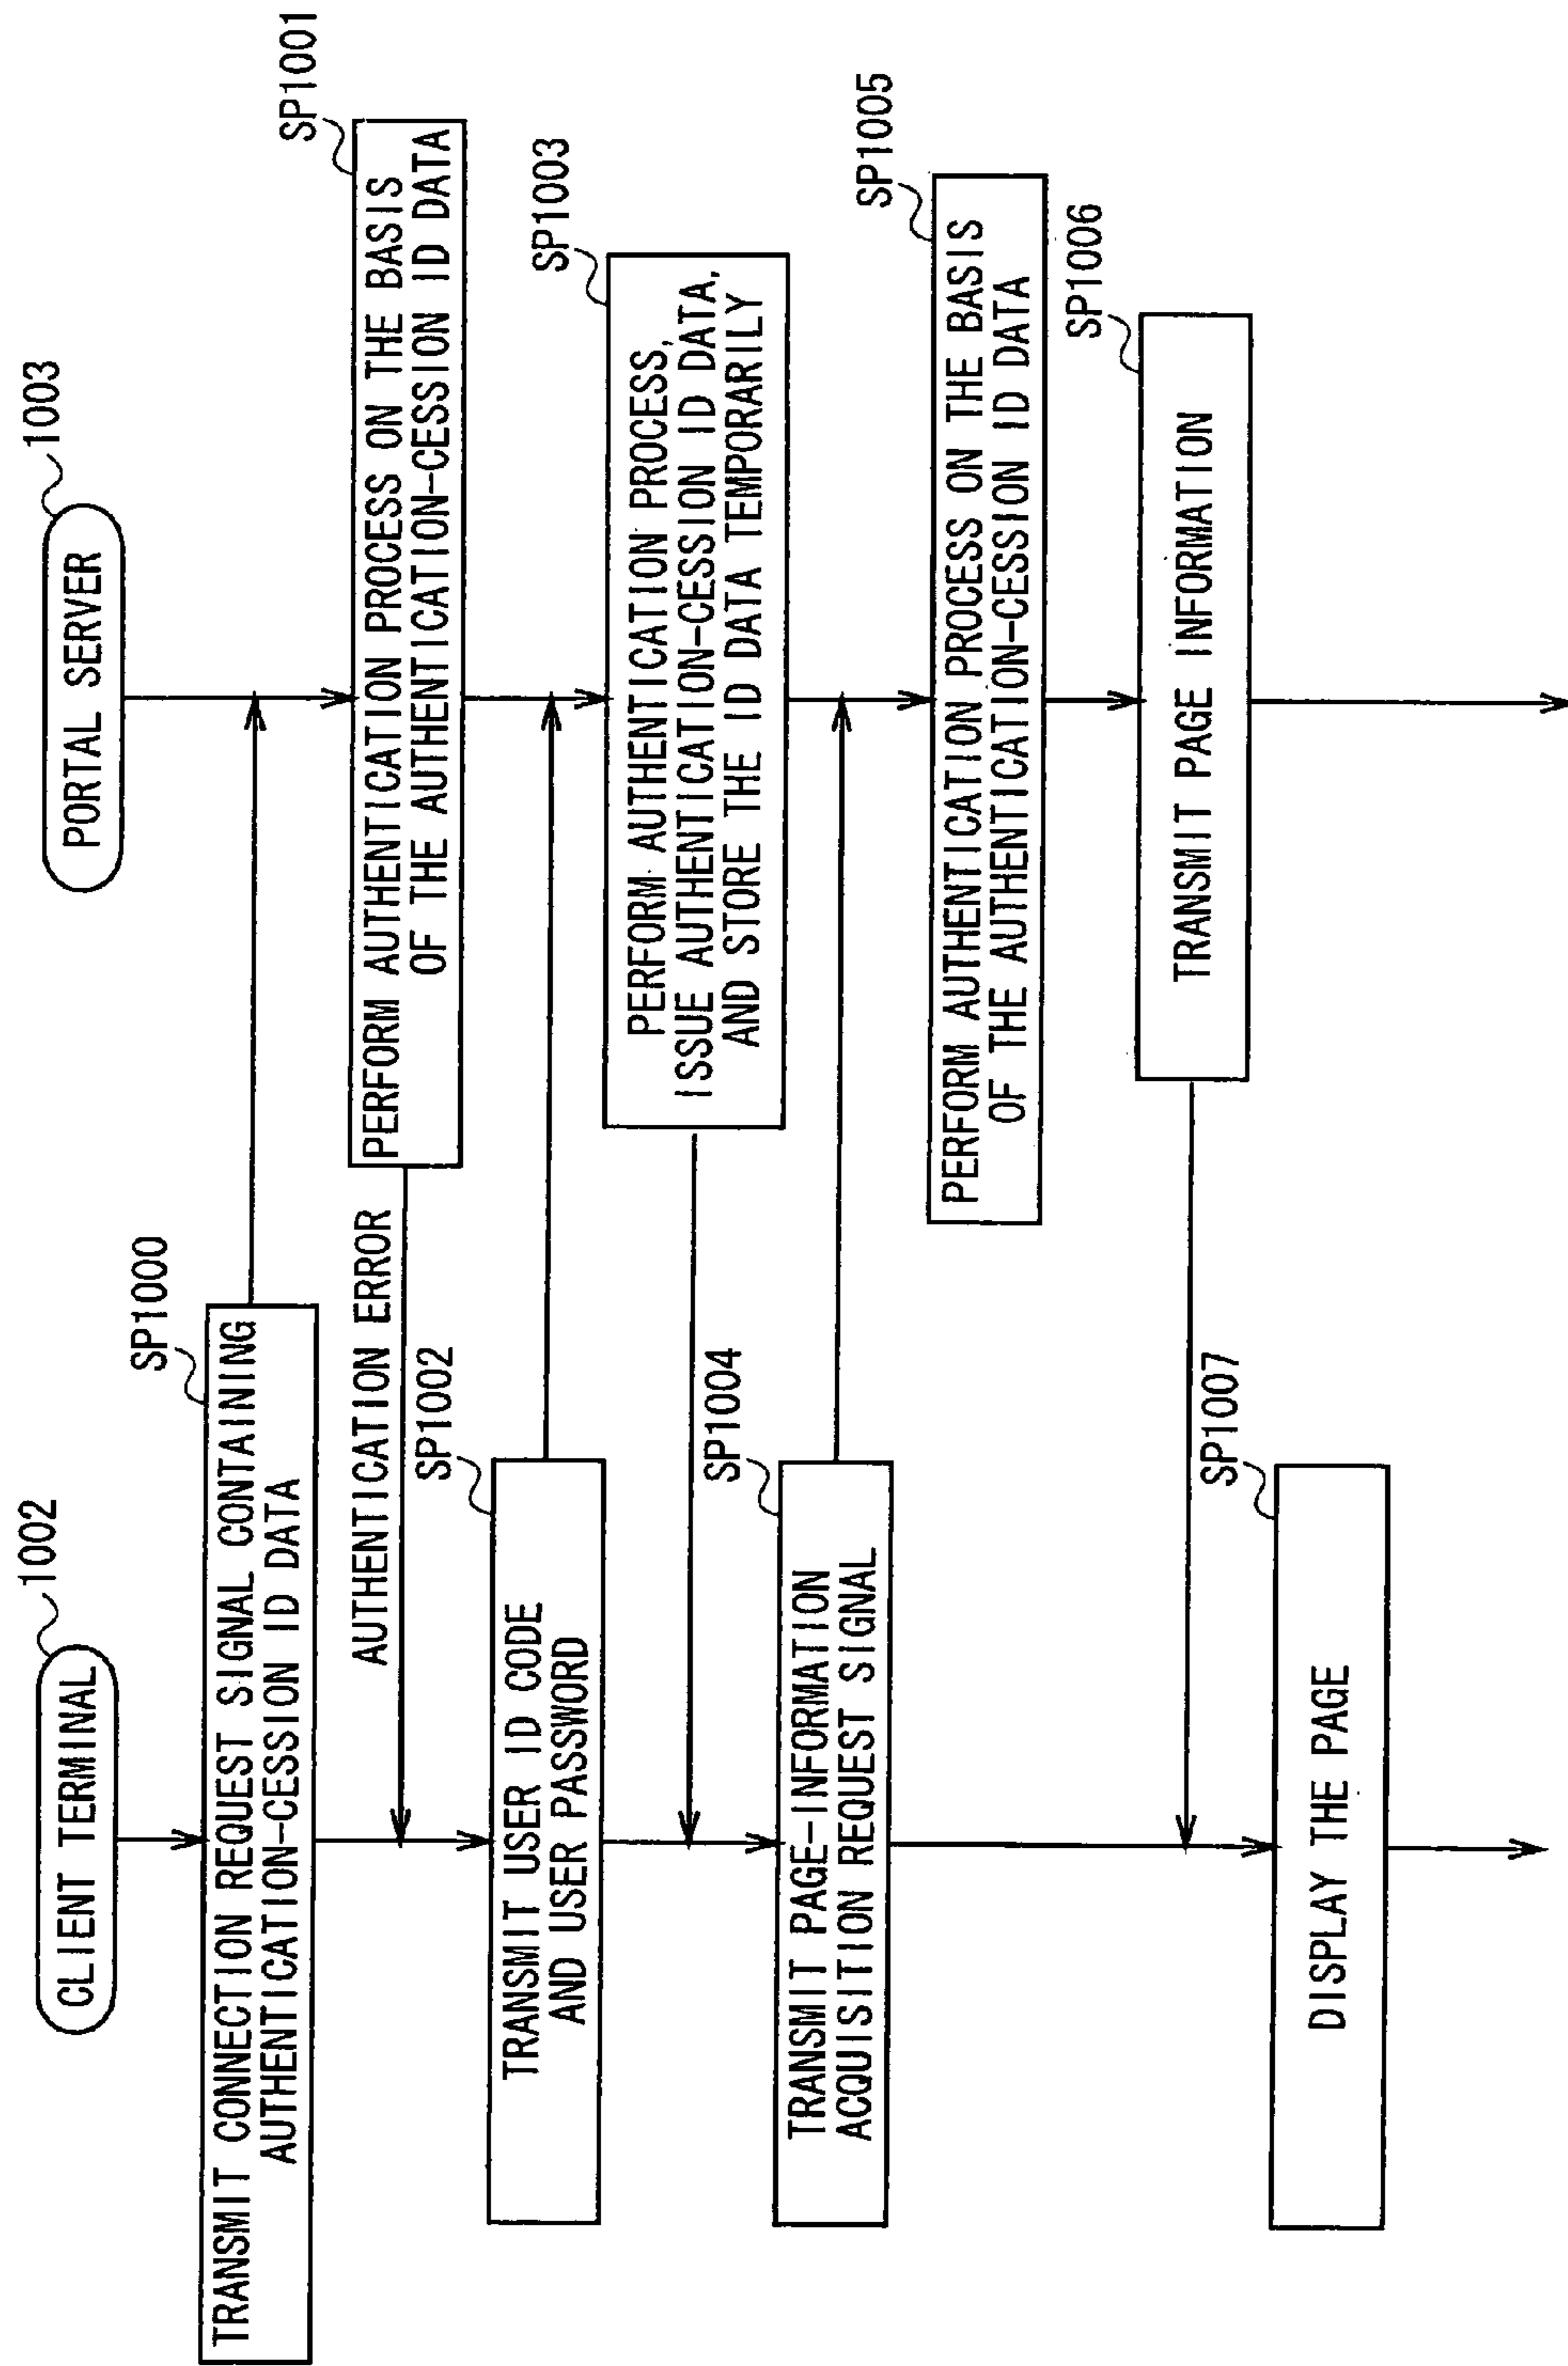 CLIENT TERMINAL
1002
PORTAL SERVER
1003
SP1000
TRANSMIT CONNECTION REQUEST SIGNAL CONTAINING
AUTHENTICATION-CESSION ID DATA
SP1001
PERFORM AUTHENTICATION PROCESS ON THE BASIS
OF THE AUTHENTICATION-CESSION ID DATA
AUTHENTICATION ERROR
SP1002
TRANSMIT USER ID CODE
AND USER PASSWORD
SP1003
PERFORM AUTHENTICATION PROCESS,
ISSUE AUTHENTICATION-CESSION ID DATA,
AND STORE THE ID DATA TEMPORARILY
SP1004
TRANSMIT PAGE-INFORMATION
ACQUISITION REQUEST SIGNAL
SP1005
PERFORM AUTHENTICATION PROCESS ON THE BASIS
OF THE AUTHENTICATION-CESSION ID DATA
SP1006
TRANSMIT PAGE INFORMATION
SP1007
DISPLAY THE PAGE